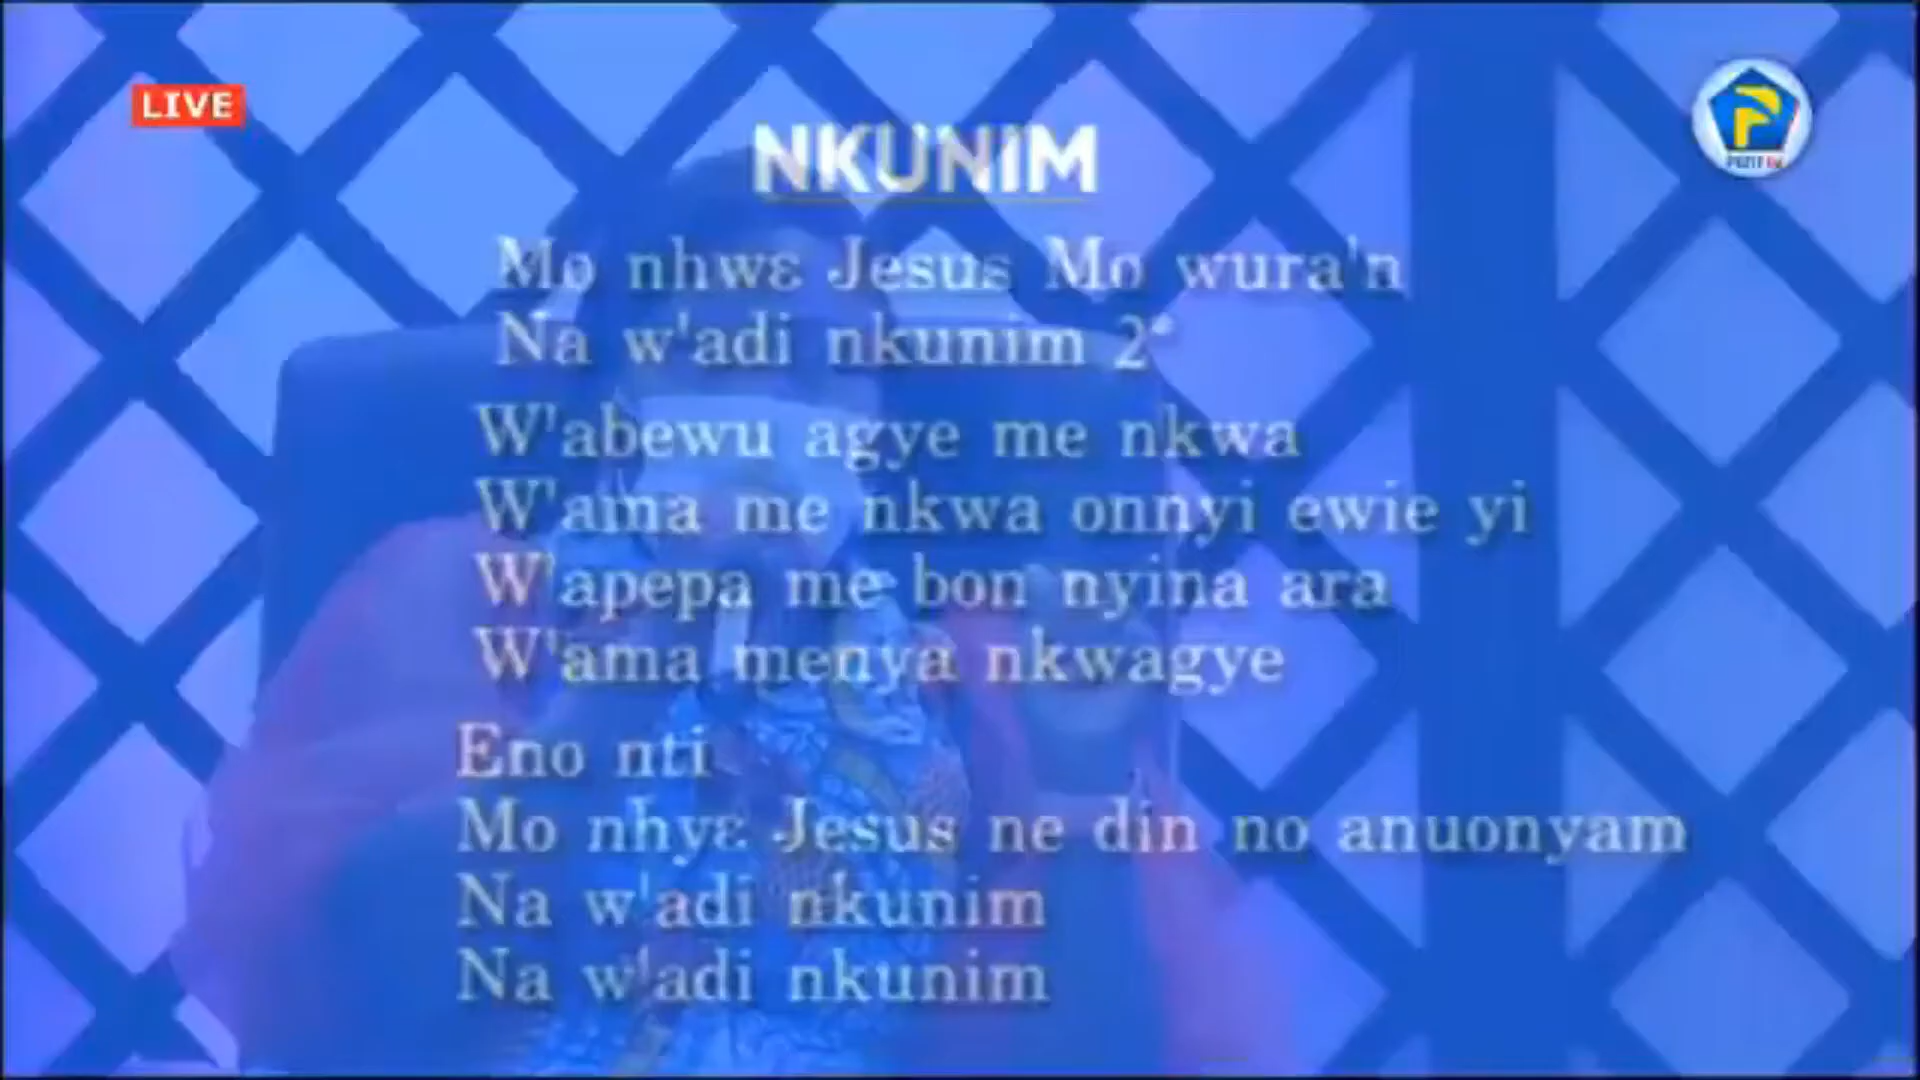 LIVE
NKUNIM
Mo nhwɛ Jesus Mo wura'n
Na w'adi nkunim 2*
W'abewu agye me nkwa
W'ama me nkwa onnyi ewie yi
W'apepa me bon nyina ara
W'ama menya nkwagye
Eno nti
Mo nhyɛ Jesus ne din no anuonyam
Na w'adi nkunim
Na w'adi nkunim